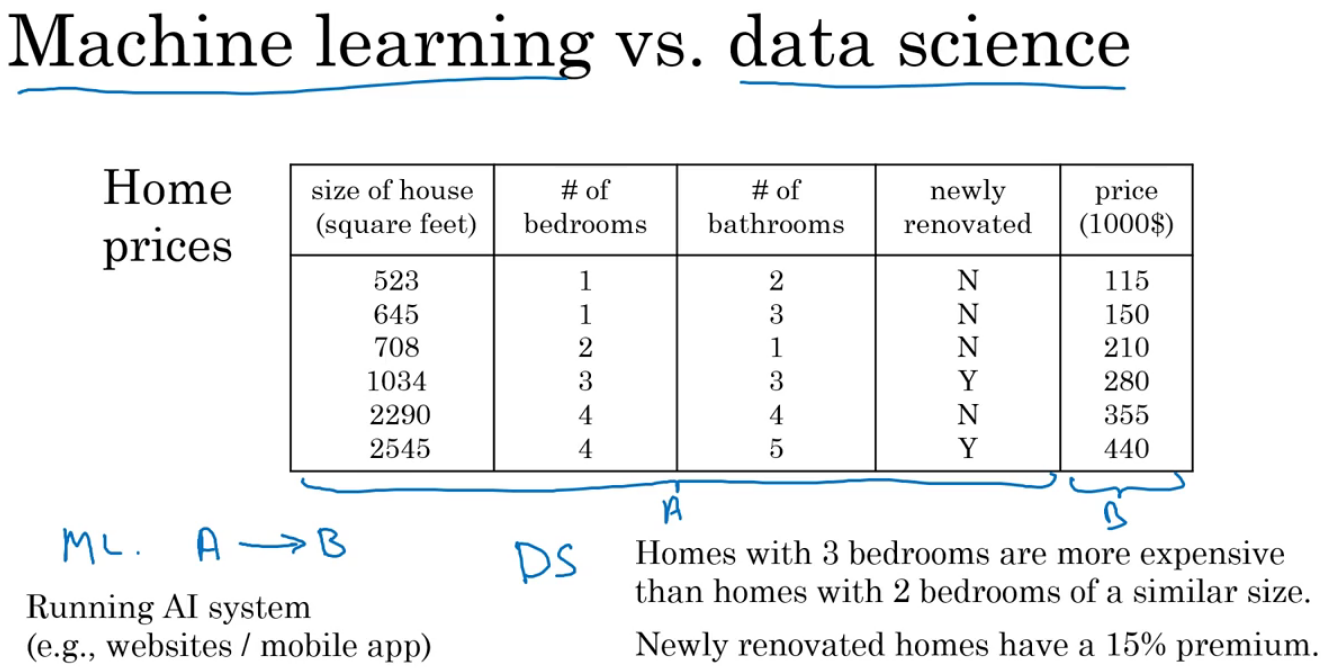 Machine learning vs. data science
Home
prices
size of house
(square feet)
# of
bedrooms
# of
bathrooms
newly
renovated
price
(1000$)
523 1 2 N 115
645 1 3 N 150
708 2 1 N 210
1034 3 3 Y 280
2290 4 4 N 355
2545 4 5 Y 440
A
B
ML. A → B
Running AI system
(e.g., websites / mobile app)
DS
Homes with 3 bedrooms are more expensive
than homes with 2 bedrooms of a similar size.
Newly renovated homes have a 15% premium.